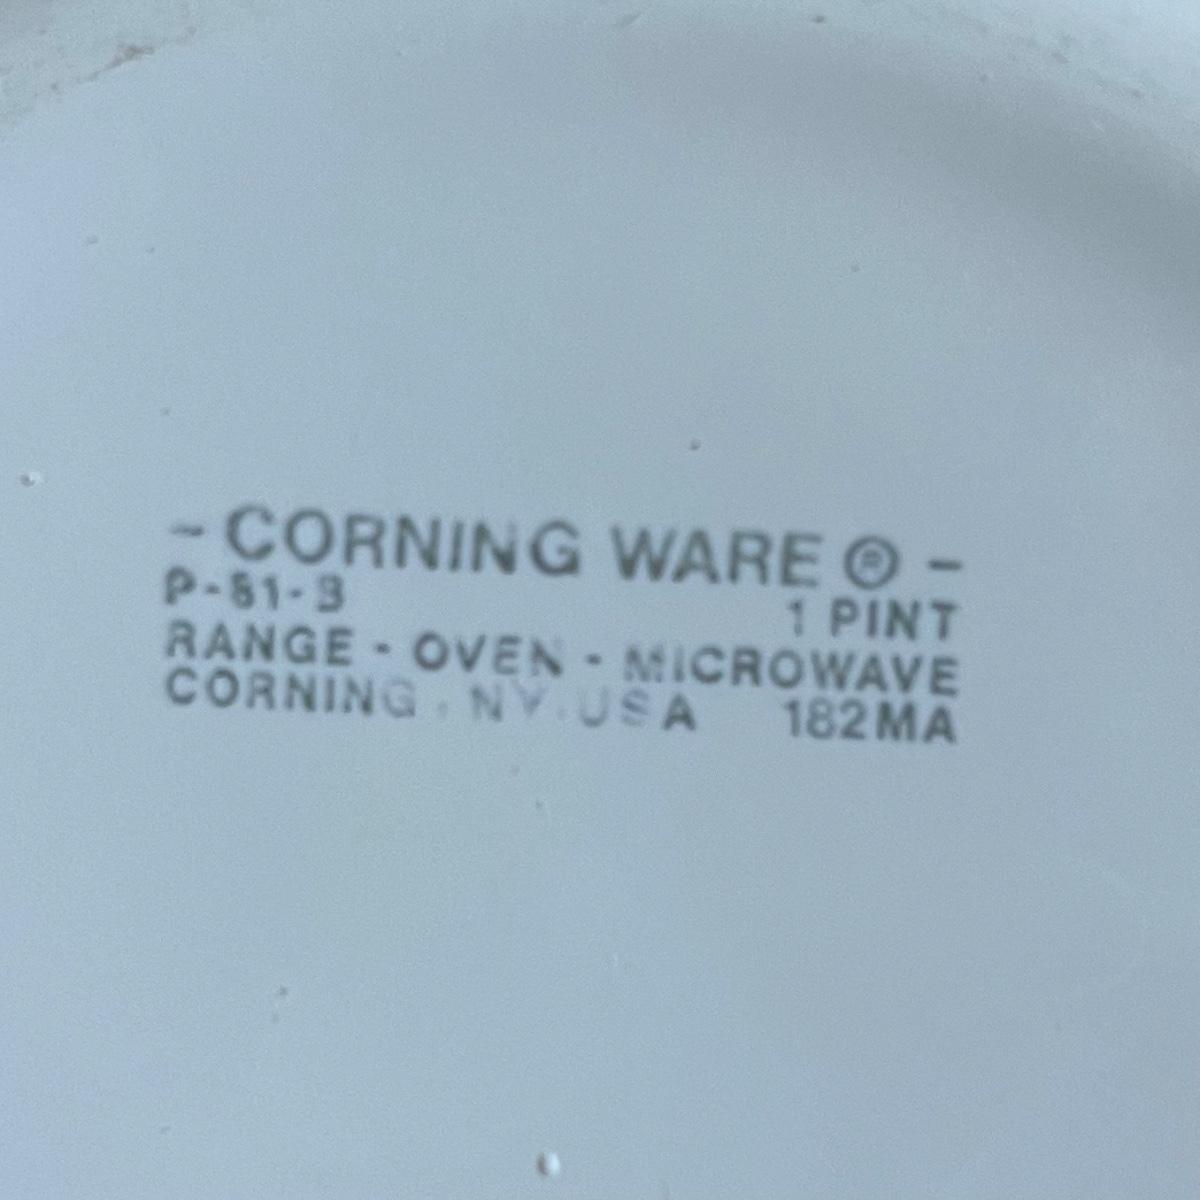 - CORNING WARE ® -
P-81-B 1 PINT
RANGE - OVEN - MICROWAVE
CORNING, NY. USA 182MA